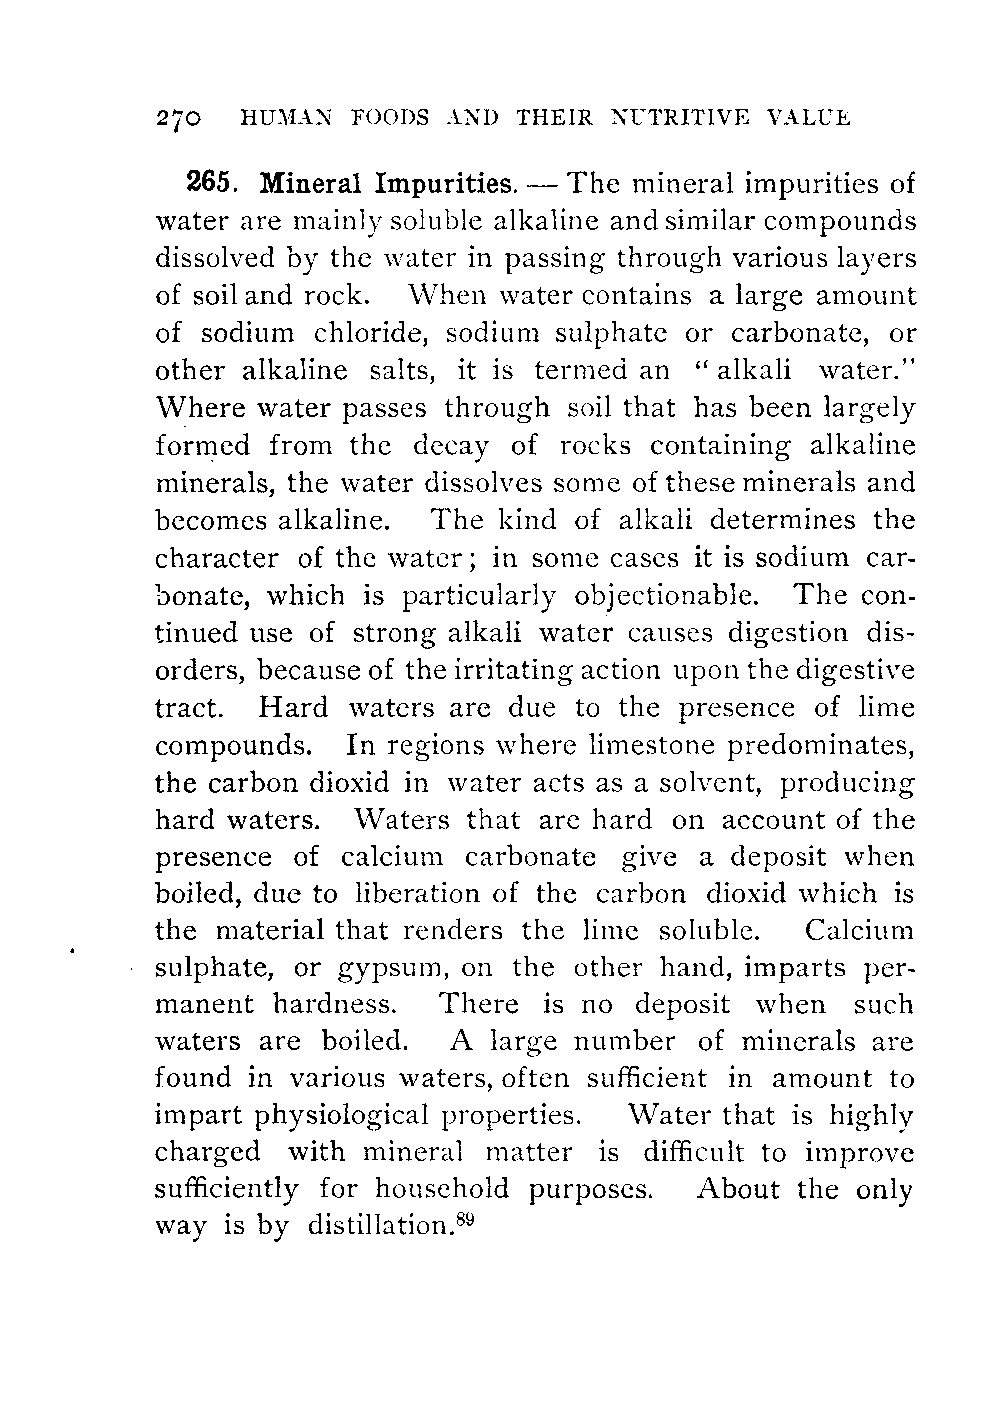 270 HUMAN FOODS AND THEIR NUTRITIVE VALUE
265. Mineral Impurities. — The mineral impurities of
water are mainly soluble alkaline and similar compounds
dissolved by the water in passing through various layers
of soil and rock. When water contains a large amount
of sodium chloride, sodium sulphate or carbonate, or
other alkaline salts, it is termed an “alkali water.”
Where water passes through soil that has been largely
formed from the decay of rocks containing alkaline
minerals, the water dissolves some of these minerals and
becomes alkaline. The kind of alkali determines the
character of the water; in some cases it is sodium car-
bonate, which is particularly objectionable. The con-
tinued use of strong alkali water causes digestion dis-
orders, because of the irritating action upon the digestive
tract. Hard waters are due to the presence of lime
compounds. In regions where limestone predominates,
the carbon dioxid in water acts as a solvent, producing
hard waters. Waters that are hard on account of the
presence of calcium carbonate give a deposit when
boiled, due to liberation of the carbon dioxid which is
the material that renders the lime soluble. Calcium
sulphate, or gypsum, on the other hand, imparts per-
manent hardness. There is no deposit when such
waters are boiled. A large number of minerals are
found in various waters, often sufficient in amount to
impart physiological properties. Water that is highly
charged with mineral matter is difficult to improve
sufficiently for household purposes. About the only
way is by distillation.⁸⁹